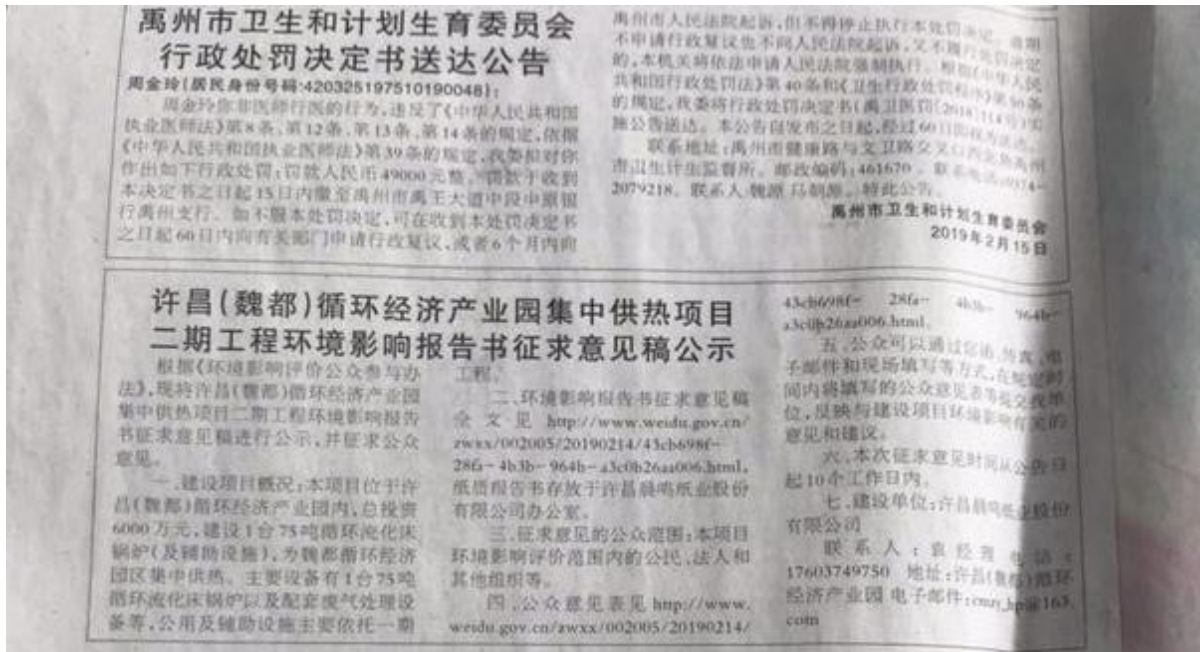 禹州市卫生和计划生育委员会
行政处罚决定书送达公告
周金玲(居民身份号码:420325197510190048):
周金玲你非医师行医的行为,违反了《中华人民共和国
执业医师法》第8条、第12条、第13条、第14条的规定,依据
《中华人民共和国执业医师法》第39条的规定,我委拟对你
作出如下行政处罚:罚款人民币49000元整。罚款于收到
本决定书之日起15日内缴至禹州市禹王大道中段中原银
行禹州支行。如不服本处罚决定,可在收到本处罚决定书
之日起60日内向有关部门申请行政复议,或者6个月内向
禹州市人民法院起诉,但不得停止执行本处罚决定。逾期
不申请行政复议也不向人民法院起诉,又不履行处罚决定
的,本机关将依法申请人民法院强制执行。根据《中华人民
共和国行政处罚法》第40条和《卫生行政处罚程序》第50条
的规定,我委将行政处罚决定书(禹卫医罚〔2018〕114号)实
施公告送达。本公告自发布之日起,经过60日即视为送达。
联系地址:禹州市健康路与文卫路交叉口西北角禹州
市卫生计生监督所。邮政编码:461670。联系电话:0374-
2079218。联系人:魏源 马朝原。特此公告。
禹州市卫生和计划生育委员会
2019年2月15日
许昌(魏都)循环经济产业园集中供热项目
二期工程环境影响报告书征求意见稿公示
根据《环境影响评价公众参与办
法》,现将许昌(魏都)循环经济产业园
集中供热项目二期工程环境影响报告
书征求意见稿进行公示,并征求公众
意见。
一、建设项目概况:本项目位于许
昌(魏都)循环经济产业园内,总投资
6000万元,建设1台75吨循环流化床
锅炉(及辅助设施),为魏都循环经济
园区集中供热。主要设备有1台75吨
循环流化床锅炉以及配套废气处理设
备等,公用及辅助设施主要依托一期
工程。
二、环境影响报告书征求意见稿
全文见 http://www.weidu.gov.cn/
zwxx/002005/20190214/43cb698f-
28fa-4b3b-964b-a3c0b26aa006.html,
纸质报告书存放于许昌晨鸣纸业股份
有限公司办公室。
三、征求意见的公众范围:本项目
环境影响评价范围内的公民、法人和
其他组织等。
四、公众意见表见 http://www.
weidu.gov.cn/zwxx/002005/20190214/
43cb698f- 28fa- 4b3b- 964b-
a3c0b26aa006.html。
五、公众可以通过信函、传真、电
子邮件和现场填写等方式,在规定时
间内将填写的公众意见表等提交我单
位,反映与建设项目环境影响有关的
意见和建议。
六、本次征求意见时间从公告日
起10个工作日内。
七、建设单位:许昌晨鸣纸业股份
有限公司
联系人:袁经理 电话:
17603749750 地址:许昌(魏都)循环
经济产业园 电子邮件:cmy_hp@163.
com